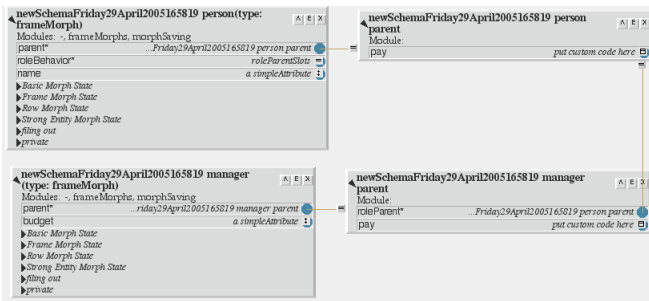 newSchemaFriday29April2005165819 person(type:
frameMorph)
Modules: -, frameMorphs, morphSaving
parent* ...Friday29April2005165819 person parent
roleBehavior* roleParentSlots =
name a simpleAttribute :
Basic Morph State
Frame Morph State
Row Morph State
Strong Entity Morph State
filing out
private
newSchemaFriday29April2005165819 person
parent
Module:
pay put custom code here
newSchemaFriday29April2005165819 manager
(type: frameMorph)
Modules: -, frameMorphs, morphSaving
parent* ...riday29April2005165819 manager parent
budget a simpleAttribute :
Basic Morph State
Frame Morph State
Row Morph State
Strong Entity Morph State
filing out
private
newSchemaFriday29April2005165819 manager
parent
Module:
roleParent* ...Friday29April2005165819 person parent
pay put custom code here